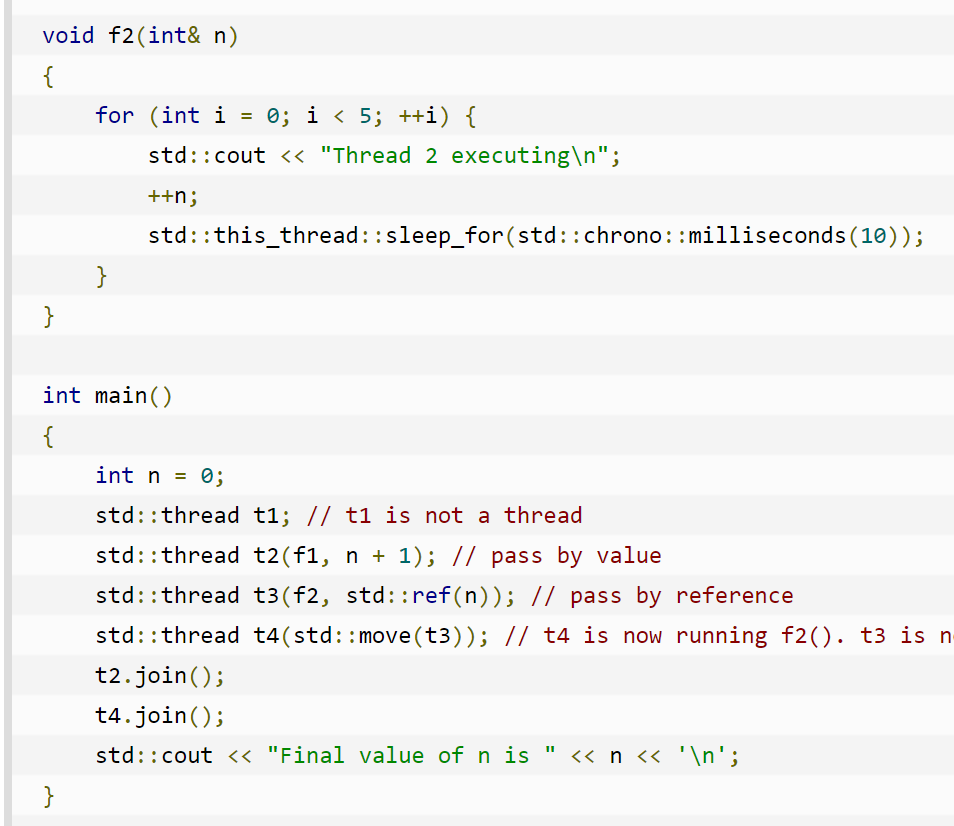 void f2(int& n)
{
    for (int i = 0; i < 5; ++i) {
        std::cout << "Thread 2 executing\n";
        ++n;
        std::this_thread::sleep_for(std::chrono::milliseconds(10));
    }
}

int main()
{
    int n = 0;
    std::thread t1; // t1 is not a thread
    std::thread t2(f1, n + 1); // pass by value
    std::thread t3(f2, std::ref(n)); // pass by reference
    std::thread t4(std::move(t3)); // t4 is now running f2(). t3 is
    t2.join();
    t4.join();
    std::cout << "Final value of n is " << n << '\n';
}